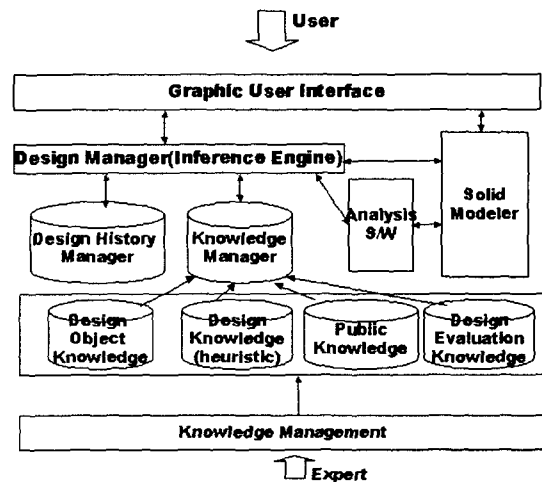 User
Graphic User Interface
Design Manager(Inference Engine)
Solid
Modeler
Analysis
S/W
Design History
Manager
Knowledge
Manager
Design
Object
Knowledge
Design
Knowledge
(heuristic)
Public
Knowledge
Design
Evaluation
Knowledge
Knowledge Management
Expert